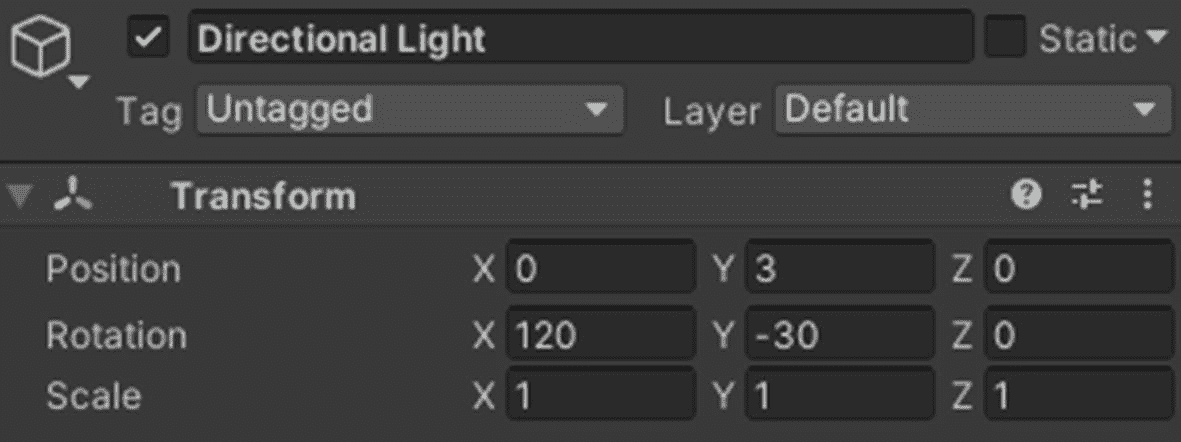 Directional Light Static
Tag Untagged Layer Default
Transform
Position X 0 Y 3 Z 0
Rotation X 120 Y -30 Z 0
Scale X 1 Y 1 Z 1